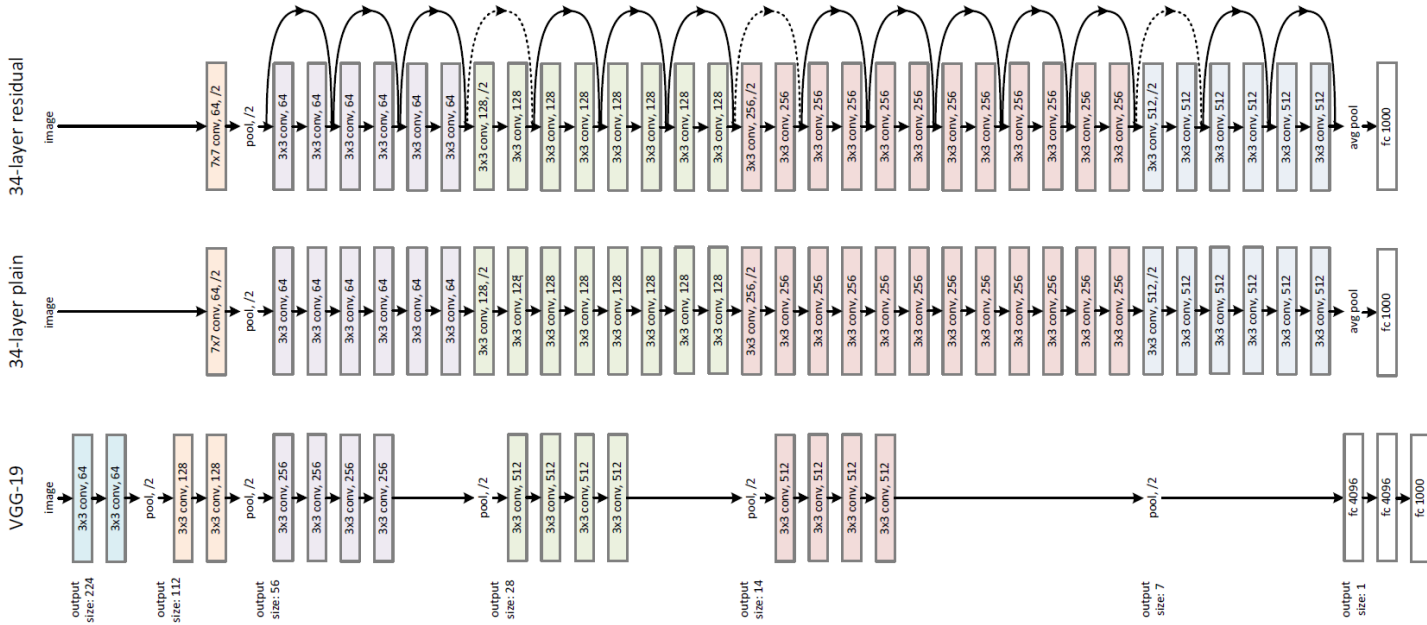 34-layer residual
image
7x7 conv, 64, /2
pool, /2
3x3 conv, 64
3x3 conv, 64
3x3 conv, 64
3x3 conv, 64
3x3 conv, 64
3x3 conv, 64
3x3 conv, 128, /2
3x3 conv, 128
3x3 conv, 128
3x3 conv, 128
3x3 conv, 128
3x3 conv, 128
3x3 conv, 128
3x3 conv, 128
3x3 conv, 256, /2
3x3 conv, 256
3x3 conv, 256
3x3 conv, 256
3x3 conv, 256
3x3 conv, 256
3x3 conv, 256
3x3 conv, 256
3x3 conv, 256
3x3 conv, 256
3x3 conv, 256
3x3 conv, 256
3x3 conv, 512, /2
3x3 conv, 512
3x3 conv, 512
3x3 conv, 512
3x3 conv, 512
3x3 conv, 512
avg pool
fc 1000
34-layer plain
image
7x7 conv, 64, /2
pool, /2
3x3 conv, 64
3x3 conv, 64
3x3 conv, 64
3x3 conv, 64
3x3 conv, 64
3x3 conv, 64
3x3 conv, 128, /2
3x3 conv, 128
3x3 conv, 128
3x3 conv, 128
3x3 conv, 128
3x3 conv, 128
3x3 conv, 128
3x3 conv, 128
3x3 conv, 256, /2
3x3 conv, 256
3x3 conv, 256
3x3 conv, 256
3x3 conv, 256
3x3 conv, 256
3x3 conv, 256
3x3 conv, 256
3x3 conv, 256
3x3 conv, 256
3x3 conv, 256
3x3 conv, 256
3x3 conv, 512, /2
3x3 conv, 512
3x3 conv, 512
3x3 conv, 512
3x3 conv, 512
3x3 conv, 512
avg pool
fc 1000
VGG-19
image
3x3 conv, 64
3x3 conv, 64
pool, /2
3x3 conv, 128
3x3 conv, 128
pool, /2
3x3 conv, 256
3x3 conv, 256
3x3 conv, 256
3x3 conv, 256
pool, /2
3x3 conv, 512
3x3 conv, 512
3x3 conv, 512
3x3 conv, 512
pool, /2
3x3 conv, 512
3x3 conv, 512
3x3 conv, 512
3x3 conv, 512
pool, /2
fc 4096
fc 4096
fc 1000
output
size: 224
output
size: 112
output
size: 56
output
size: 28
output
size: 14
output
size: 7
output
size: 1